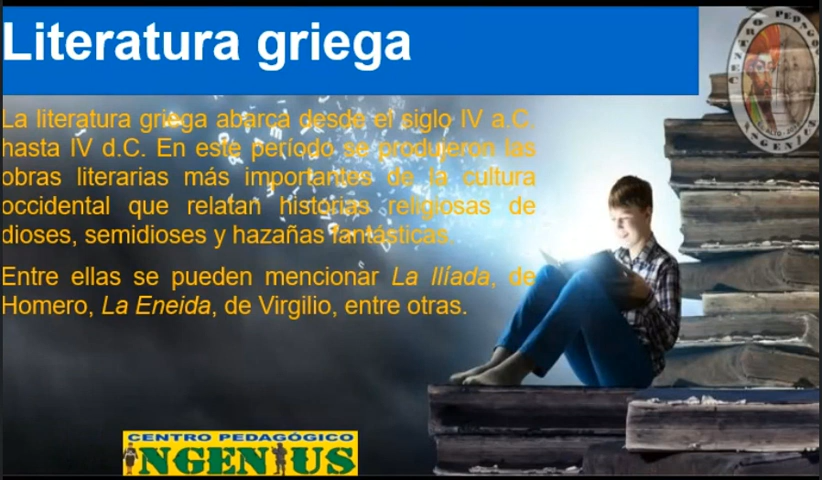 Literatura griega
La literatura griega abarca desde el siglo IV a.C.
hasta IV d.C. En este período se produjeron las
obras literarias más importantes de la cultura
occidental que relatan historias religiosas de
dioses, semidioses y hazañas fantásticas.
Entre ellas se pueden mencionar La Ilíada, de
Homero, La Eneida, de Virgilio, entre otras.
CENTRO PEDAGÓGICO
INGENIUS